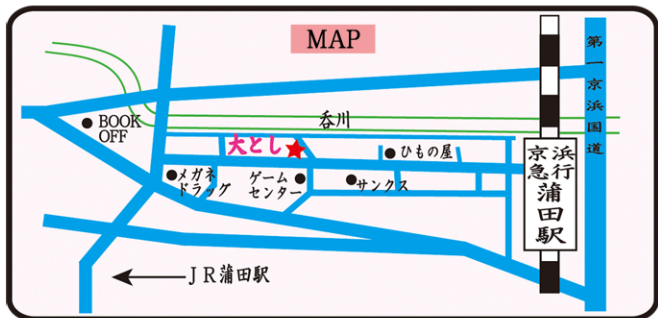 MAP
第一京浜国道
BOOK
OFF
呑川
大とし
ひもの屋
京浜
急行
蒲田駅
メガネ
ドラッグ
ゲーム
センター
サンクス
JR蒲田駅